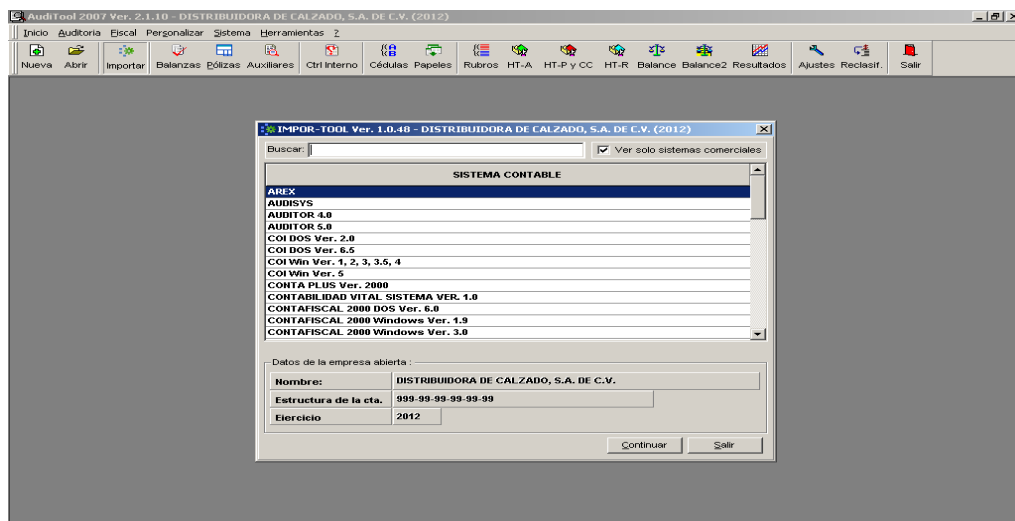 AudiTool 2007 Ver. 2.1.10 - DISTRIBUIDORA DE CALZADO, S.A. DE C.V. (2012)
Inicio Auditoria Fiscal Personalizar Sistema Herramientas ?
Nueva Abrir Importar Balanzas Pólizas Auxiliares Ctrl Interno Cédulas Papeles Rubros HT-A HT-P y CC HT-R Balance Balance2 Resultados Ajustes Reclasif. Salir
IMPOR-TOOL Ver. 1.0.48 - DISTRIBUIDORA DE CALZADO, S.A. DE C.V. (2012)
Buscar: Ver solo sistemas comerciales
SISTEMA CONTABLE
AREX
AUDISYS
AUDITOR 4.0
AUDITOR 5.0
COI DOS Ver. 2.0
COI DOS Ver. 6.5
COI Win Ver. 1, 2, 3, 3.5, 4
COI Win Ver. 5
CONTA PLUS Ver. 2000
CONTABILIDAD VITAL SISTEMA VER. 1.0
CONTAFISCAL 2000 DOS Ver. 6.0
CONTAFISCAL 2000 Windows Ver. 1.9
CONTAFISCAL 2000 Windows Ver. 3.0
Datos de la empresa abierta :
Nombre: DISTRIBUIDORA DE CALZADO, S.A. DE C.V.
Estructura de la cta. 999-99-99-99-99-99
Ejercicio 2012
Continuar Salir